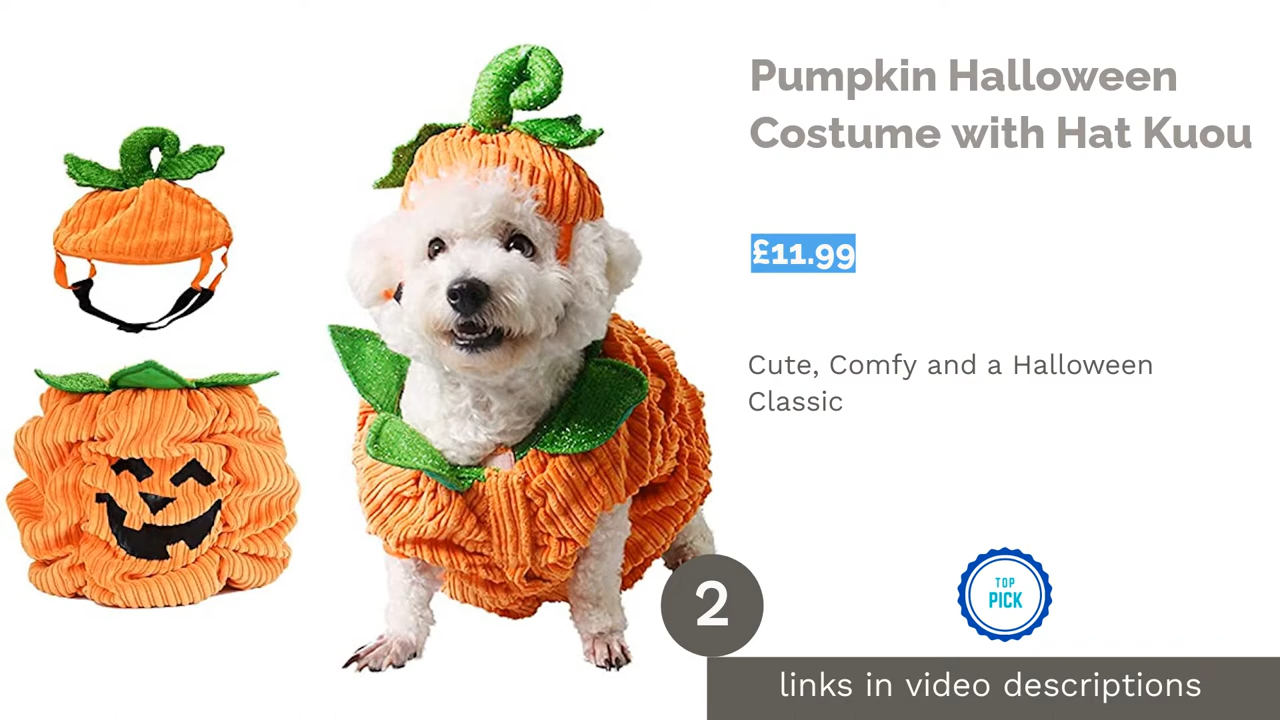 Pumpkin Halloween
Costume with Hat Kuou
£11.99
Cute, Comfy and a Halloween
Classic
2
TOP
PICK
links in video descriptions